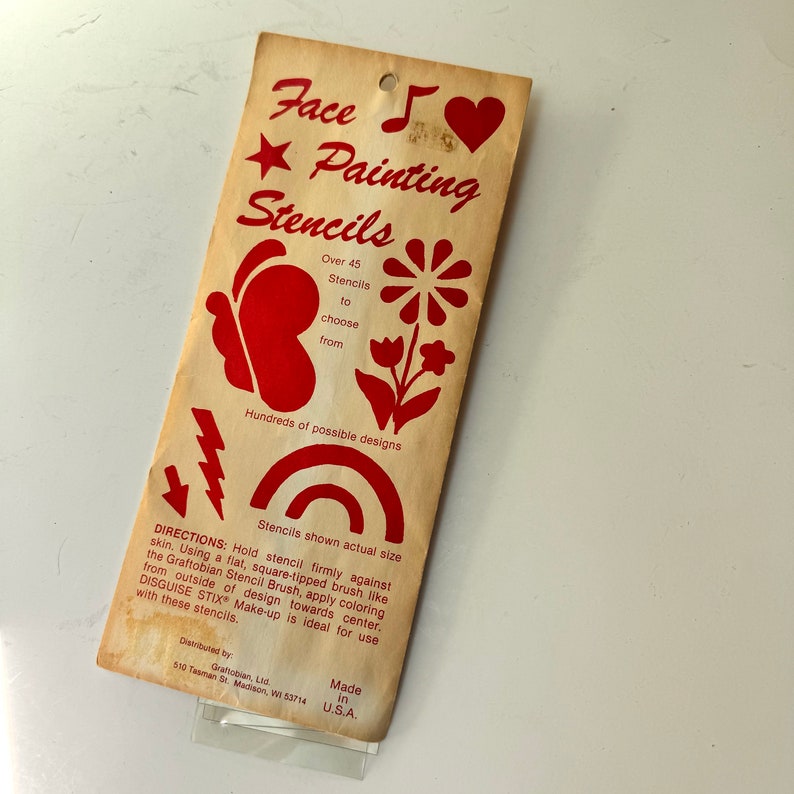 Face
Painting
Stencils
Over 45
Stencils
to
choose
from
Hundreds of possible designs
Stencils shown actual size
DIRECTIONS: Hold stencil firmly against
skin. Using a flat, square-tipped brush like
the Graftobian Stencil Brush, apply coloring
from outside of design towards center.
DISGUISE STIX® Make-up is ideal for use
with these stencils.
Distributed by:
Graftobian, Ltd.
510 Tasman St. Madison, WI 53714
Made
in
U.S.A.